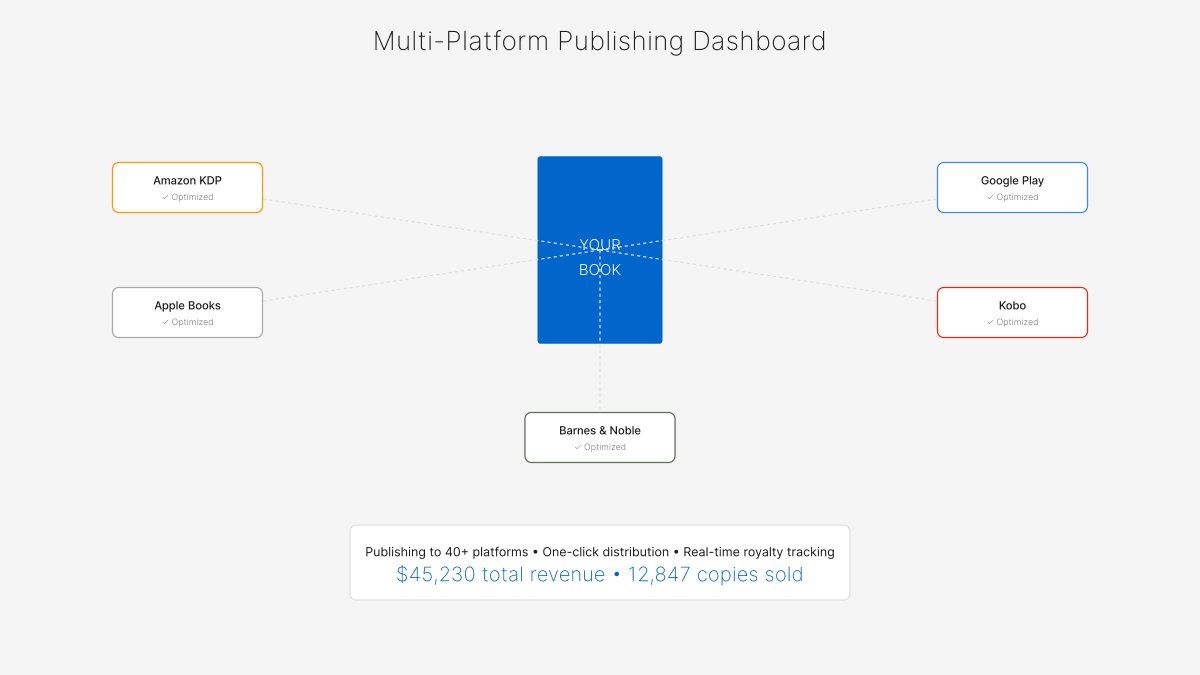 Multi-Platform Publishing Dashboard
Amazon KDP
✓ Optimized
Google Play
✓ Optimized
YOUR
BOOK
Apple Books
✓ Optimized
Kobo
✓ Optimized
Barnes & Noble
✓ Optimized
Publishing to 40+ platforms • One-click distribution • Real-time royalty tracking
$45,230 total revenue • 12,847 copies sold